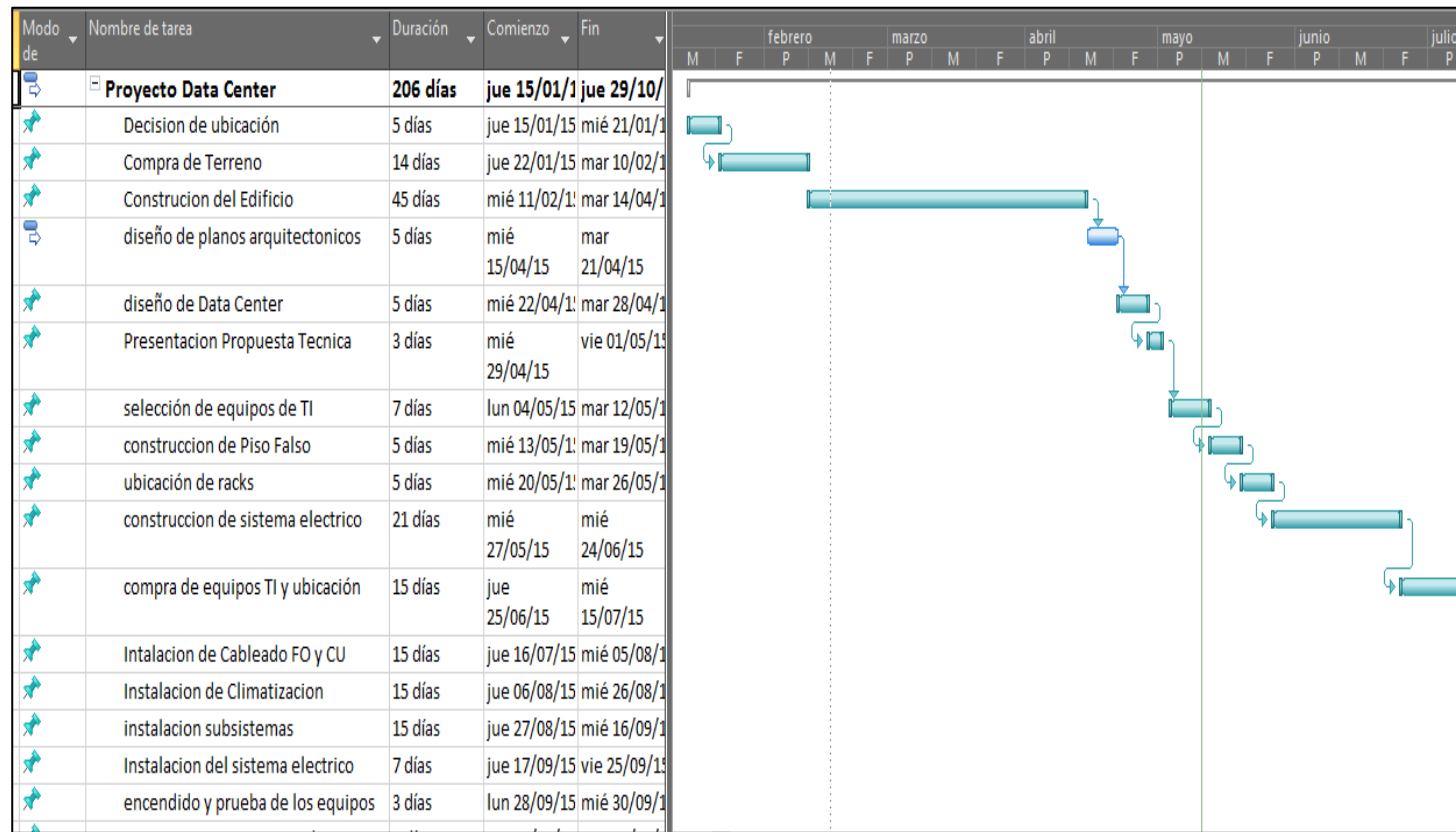 Modo de Nombre de tarea Duración Comienzo Fin
febrero marzo abril mayo junio julio
M F P M F P M F P M F P M F P M F P
Proyecto Data Center 206 días jue 15/01/1 jue 29/10/
Decision de ubicación 5 días jue 15/01/15 mié 21/01/1
Compra de Terreno 14 días jue 22/01/15 mar 10/02/1
Construcion del Edificio 45 días mié 11/02/1 mar 14/04/1
diseño de planos arquitectonicos 5 días mié 15/04/15 mar 21/04/15
diseño de Data Center 5 días mié 22/04/1 mar 28/04/1
Presentacion Propuesta Tecnica 3 días mié 29/04/15 vie 01/05/15
selección de equipos de TI 7 días lun 04/05/15 mar 12/05/1
construccion de Piso Falso 5 días mié 13/05/1 mar 19/05/1
ubicación de racks 5 días mié 20/05/1 mar 26/05/1
construccion de sistema electrico 21 días mié 27/05/15 mié 24/06/15
compra de equipos TI y ubicación 15 días jue 25/06/15 mié 15/07/15
Intalacion de Cableado FO y CU 15 días jue 16/07/15 mié 05/08/1
Instalacion de Climatizacion 15 días jue 06/08/15 mié 26/08/1
instalacion subsistemas 15 días jue 27/08/15 mié 16/09/1
Instalacion del sistema electrico 7 días jue 17/09/15 vie 25/09/15
encendido y prueba de los equipos 3 días lun 28/09/15 mié 30/09/1